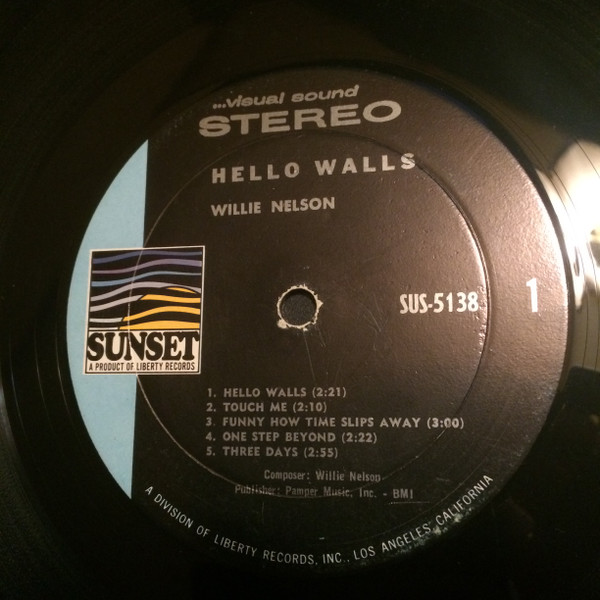 ...visual sound
STEREO
HELLO WALLS
WILLIE NELSON
SUS-5138
1
SUNSET
A PRODUCT OF LIBERTY RECORDS
1. HELLO WALLS (2:21)
2. TOUCH ME (2:10)
3. FUNNY HOW TIME SLIPS AWAY (3:00)
4. ONE STEP BEYOND (2:22)
5. THREE DAYS (2:55)
Composer: Willie Nelson
Publisher: Pamper Music, Inc. - BMI
A DIVISION OF LIBERTY RECORDS, INC., LOS ANGELES, CALIFORNIA